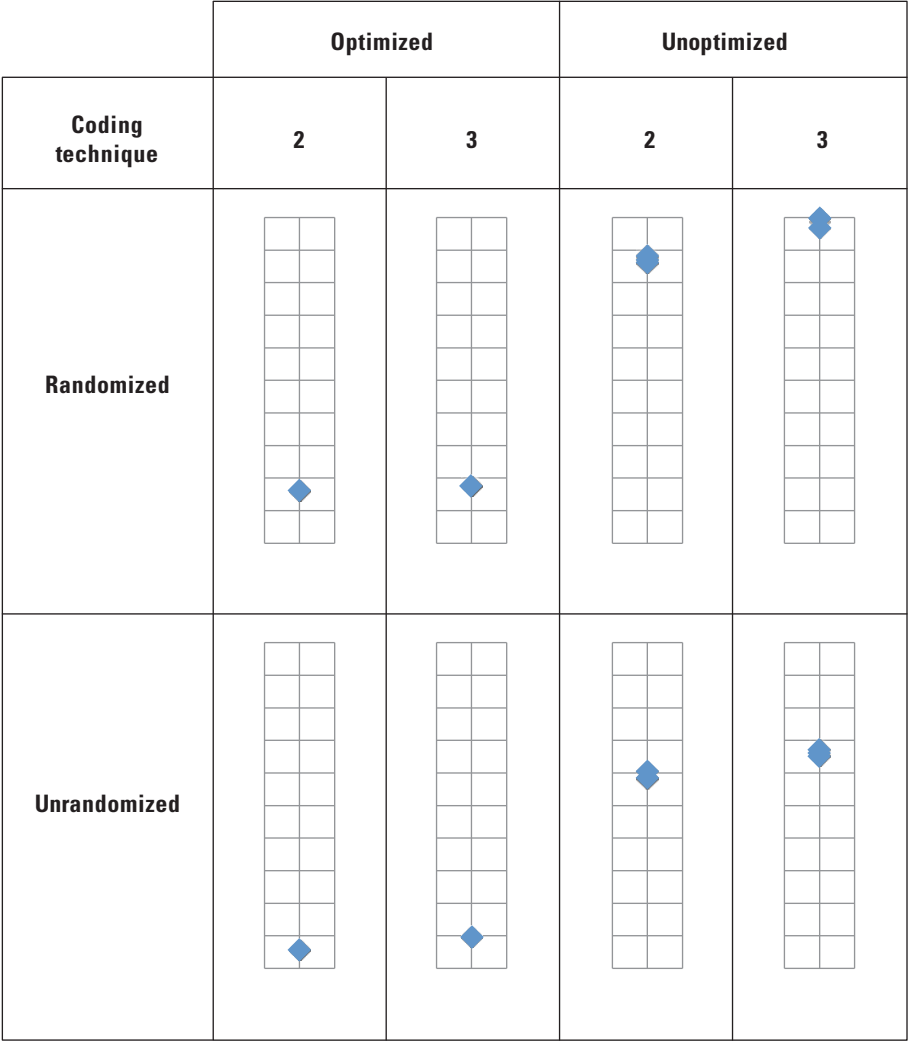 Optimized Unoptimized
Coding
technique
2 3 2 3
Randomized
Unrandomized